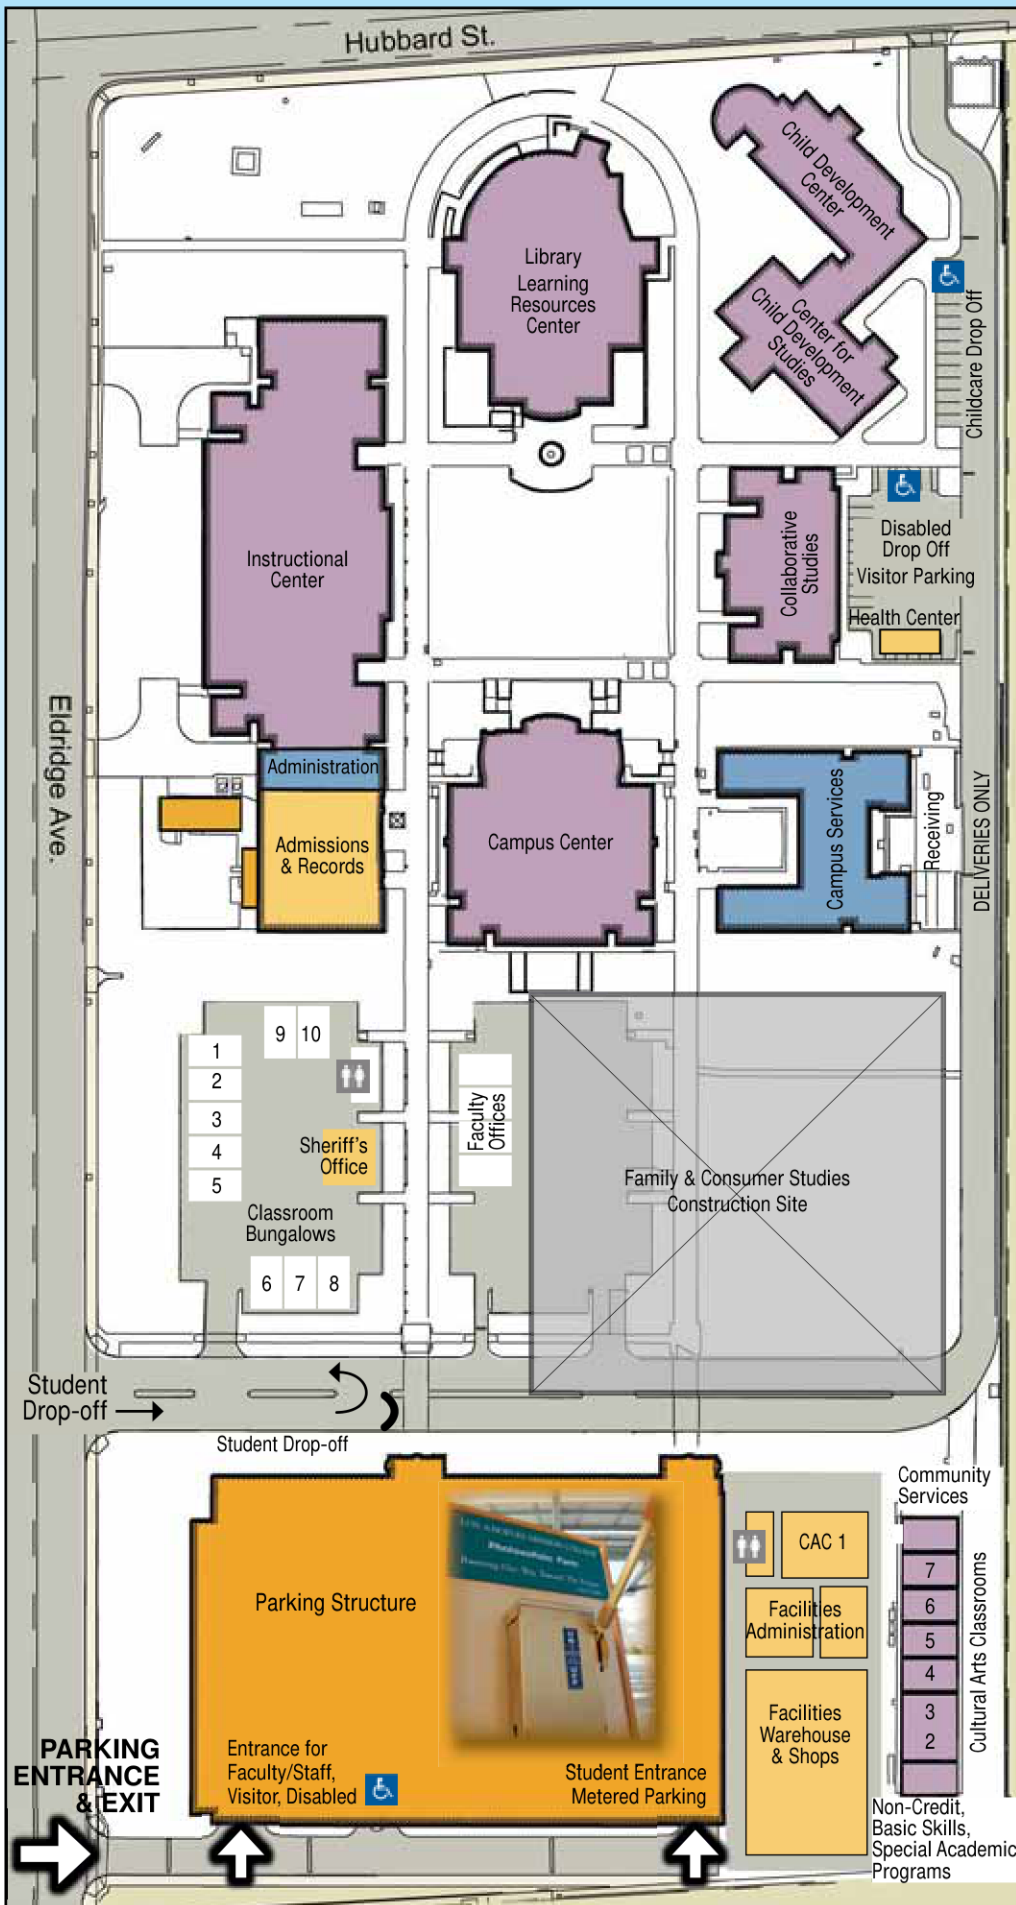 Hubbard St.
Child Development
Center
Library
Learning
Resources
Center
Center for
Child Development
Studies
Childcare Drop Off
Instructional
Center
Collaborative
Studies
Disabled
Drop Off
Visitor Parking
Health Center
Eldridge Ave.
Administration
Admissions
& Records
Campus Center
Campus Services
Receiving
DELIVERIES ONLY
9 10
1
2
3
4
5
Sheriff's
Office
Classroom
Bungalows
6 7 8
Faculty
Offices
Family & Consumer Studies
Construction Site
Student
Drop-off
Student Drop-off
Parking Structure
Community
Services
CAC 1
Facilities
Administration
Facilities
Warehouse
& Shops
7
6
5
4
3
2
Cultural Arts Classrooms
PARKING
ENTRANCE
& EXIT
Entrance for
Faculty/Staff,
Visitor, Disabled
Student Entrance
Metered Parking
Non-Credit,
Basic Skills,
Special Academic
Programs